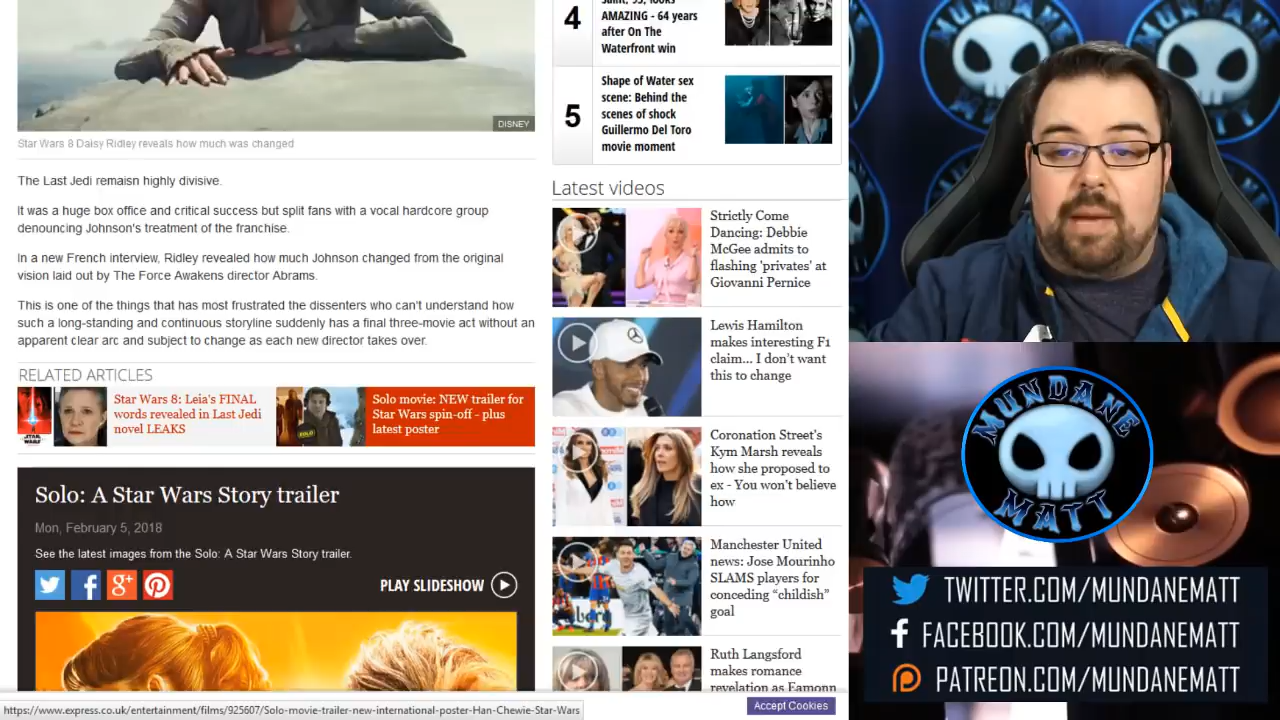 DISNEY
Star Wars 8 Daisy Ridley reveals how much was changed
The Last Jedi remaisn highly divisive.
It was a huge box office and critical success but split fans with a vocal hardcore group
denouncing Johnson's treatment of the franchise.
In a new French interview, Ridley revealed how much Johnson changed from the original
vision laid out by The Force Awakens director Abrams.
This is one of the things that has most frustrated the dissenters who can't understand how
such a long-standing and continuous storyline suddenly has a final three-movie act without an
apparent clear arc and subject to change as each new director takes over.
RELATED ARTICLES
Star Wars 8: Leia's FINAL
words revealed in Last Jedi
novel LEAKS
Solo movie: NEW trailer for
Star Wars spin-off - plus
latest poster
Solo: A Star Wars Story trailer
Mon, February 5, 2018
See the latest images from the Solo: A Star Wars Story trailer.
PLAY SLIDESHOW
4
AMAZING - 64 years
after On The
Waterfront win
5
Shape of Water sex
scene: Behind the
scenes of shock
Guillermo Del Toro
movie moment
Latest videos
Strictly Come
Dancing: Debbie
McGee admits to
flashing 'privates' at
Giovanni Pernice
Lewis Hamilton
makes interesting F1
claim... I don't want
this to change
Coronation Street's
Kym Marsh reveals
how she proposed to
ex - You won't believe
how
Manchester United
news: Jose Mourinho
SLAMS players for
conceding "childish"
goal
Ruth Langsford
makes romance
revelation as Eamonn
https://www.express.co.uk/entertainment/films/925607/Solo-movie-trailer-new-international-poster-Han-Chewie-Star-Wars
Accept Cookies
MUNDANE
MATT
MUNDANE
MATT
TWITTER.COM/MUNDANEMATT
FACEBOOK.COM/MUNDANEMATT
PATREON.COM/MUNDANEMATT